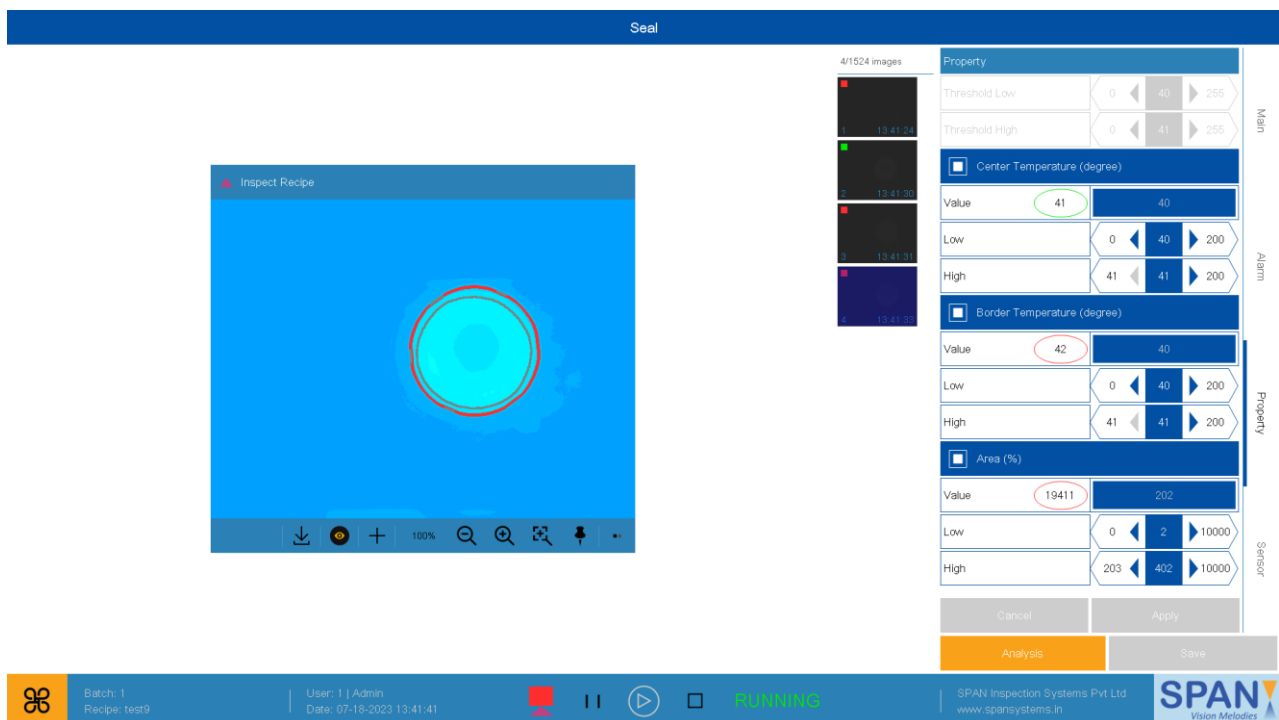 Seal
4/1524 images
1 13:41:24
2 13:41:30
3 13:41:31
4 13:41:33
Inspect Recipe
100%
Property
Threshold Low 0 40 255
Threshold High 0 41 255
Center Temperature (degree)
Value 41 40
Low 0 40 200
High 41 41 200
Border Temperature (degree)
Value 42 40
Low 0 40 200
High 41 41 200
Area (%)
Value 19411 202
Low 0 2 10000
High 203 402 10000
Cancel Apply
Analysis Save
Main
Alarm
Property
Sensor
Batch: 1
Recipe: test9
User: 1 | Admin
Date: 07-18-2023 13:41:41
RUNNING
SPAN Inspection Systems Pvt Ltd
www.spansystems.in
SPAN
Vision Melodies